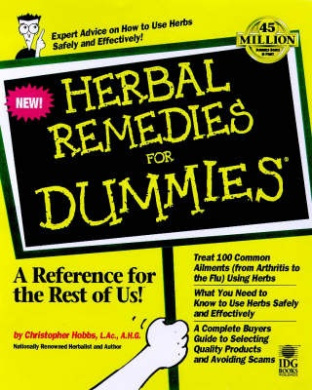 Expert Advice on How to Use Herbs
Safely and Effectively!
45
MILLION
NEW!
HERBAL
REMEDIES
FOR
DUMMIES®
A Reference for
the Rest of Us!
by Christopher Hobbs, L.Ac., A.H.G.
Nationally Renowned Herbalist and Author
Treat 100 Common
Ailments (from Arthritis to
the Flu) Using Herbs
What You Need to
Know to Use Herbs Safely
and Effectively
A Complete Buyers
Guide to Selecting
Quality Products
and Avoiding Scams
IDG
BOOKS